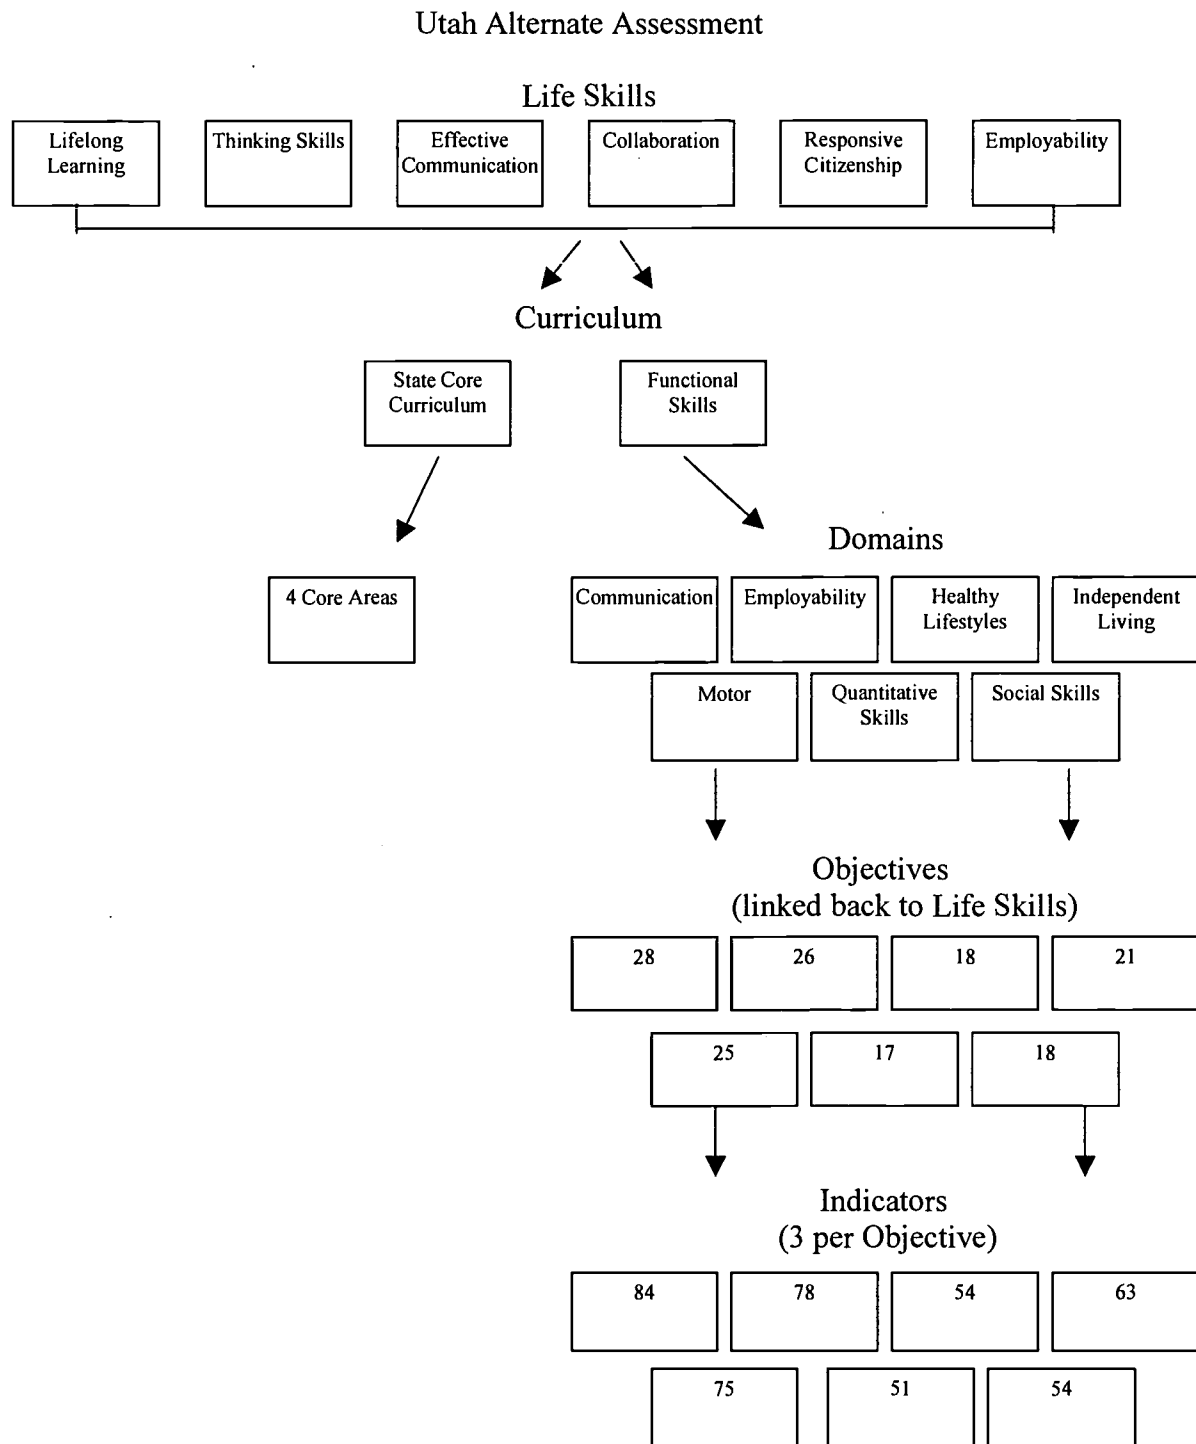 Utah Alternate Assessment
Life Skills
Lifelong
Learning
Thinking Skills
Effective
Communication
Collaboration
Responsive
Citizenship
Employability
Curriculum
State Core
Curriculum
Functional
Skills
Domains
4 Core Areas
Communication
Employability
Healthy
Lifestyles
Independent
Living
Motor
Quantitative
Skills
Social Skills
Objectives
(linked back to Life Skills)
28
26
18
21
25
17
18
Indicators
(3 per Objective)
84
78
54
63
75
51
54